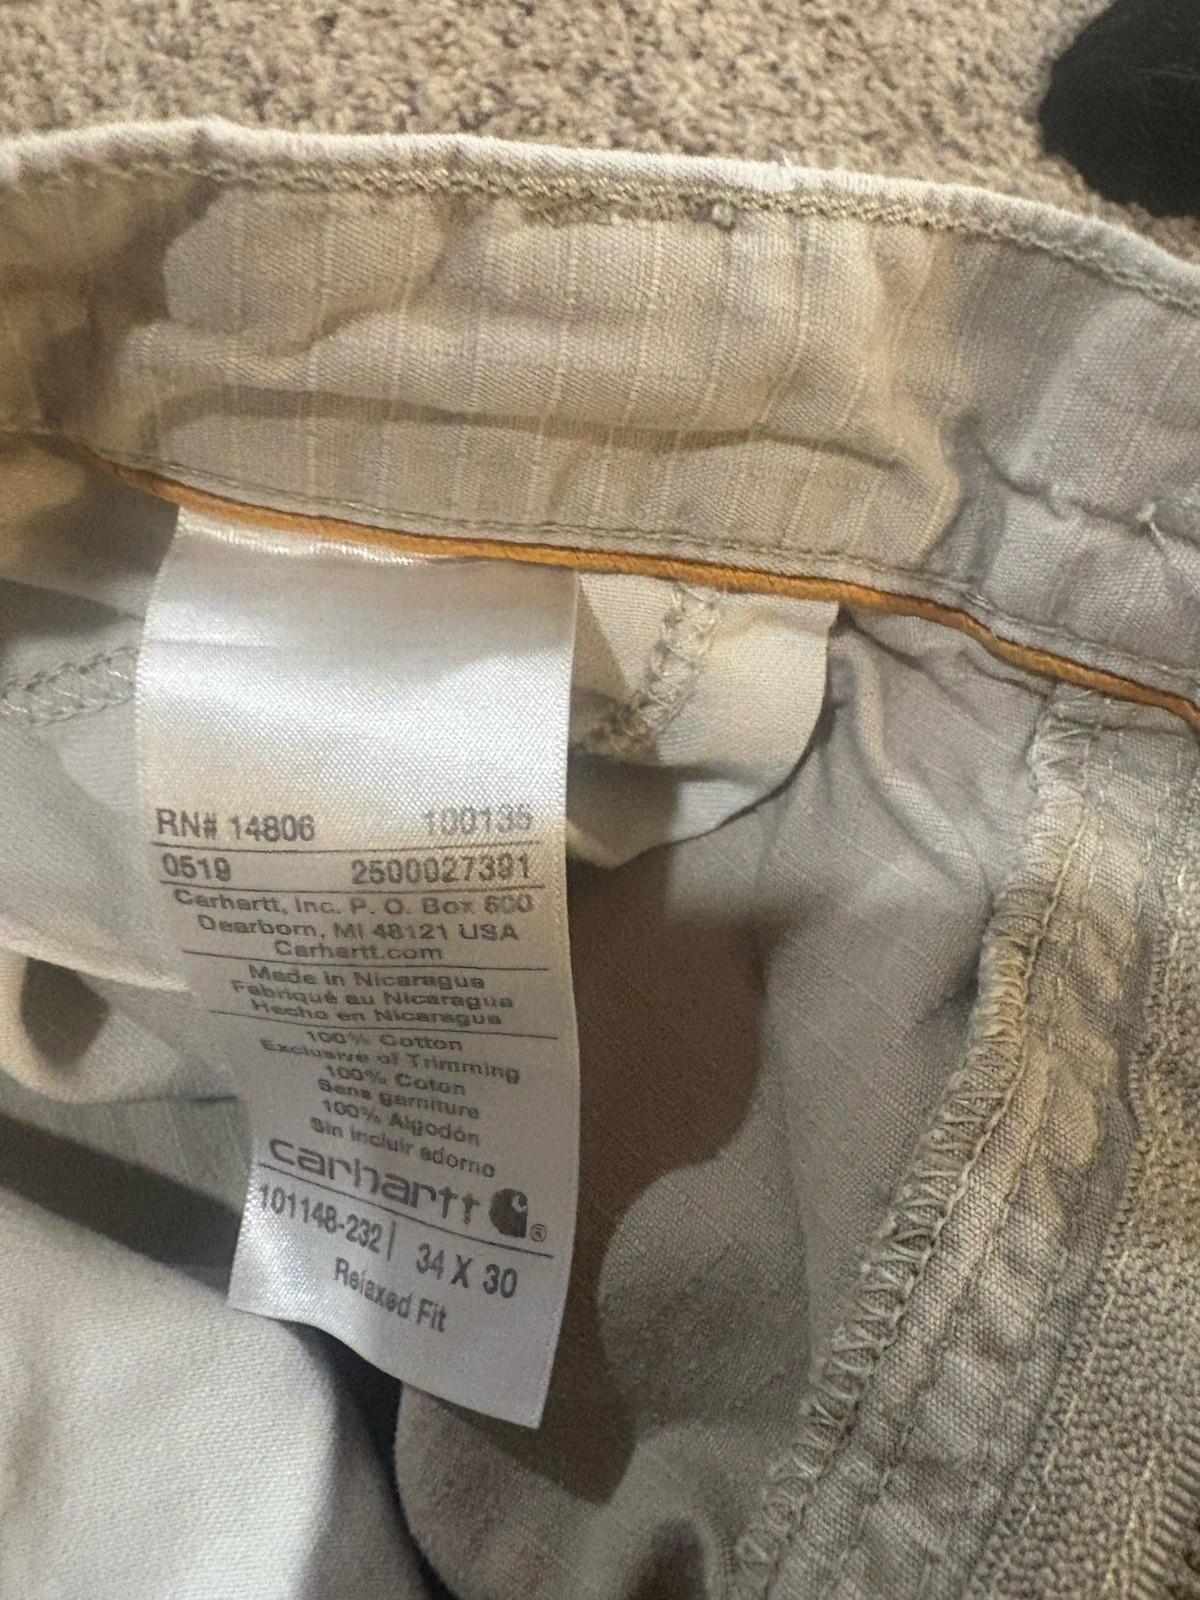 RN# 14806 100135
0519 2500027391
Carhartt, Inc. P. O. Box 600
Dearborn, MI 48121 USA
Carhartt.com
Made in Nicaragua
Fabriqué au Nicaragua
Hecho en Nicaragua
100% Cotton
Exclusive of Trimming
100% Coton
Sans garniture
100% Algodón
Sin incluir adorno
carhartt ®
101148-232 | 34 X 30
Relaxed Fit